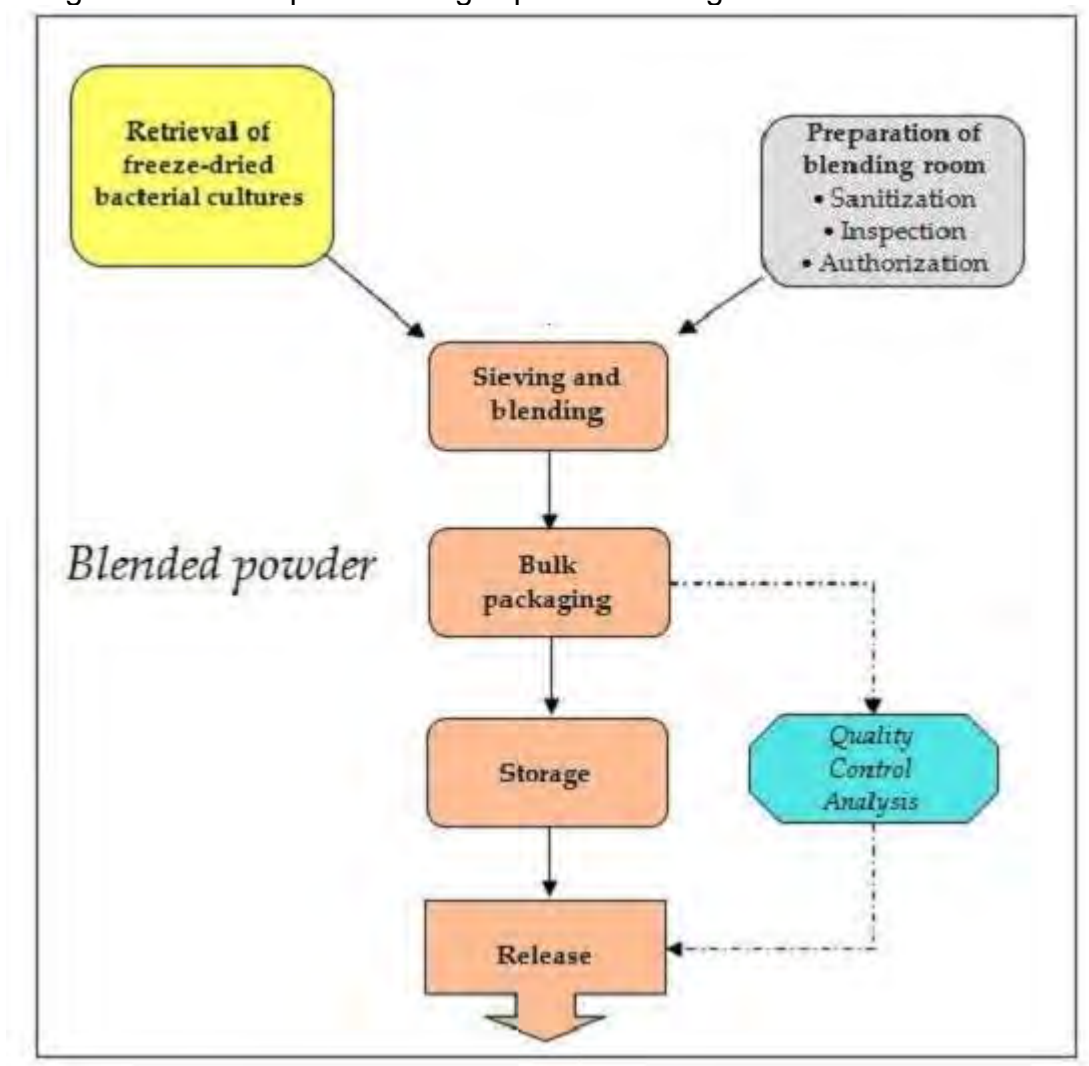 Retrieval of
freeze-dried
bacterial cultures
Preparation of
blending room
• Sanitization
• Inspection
• Authorization
Sieving and
blending
Blended powder
Bulk
packaging
Storage
Quality
Control
Analysis
Release